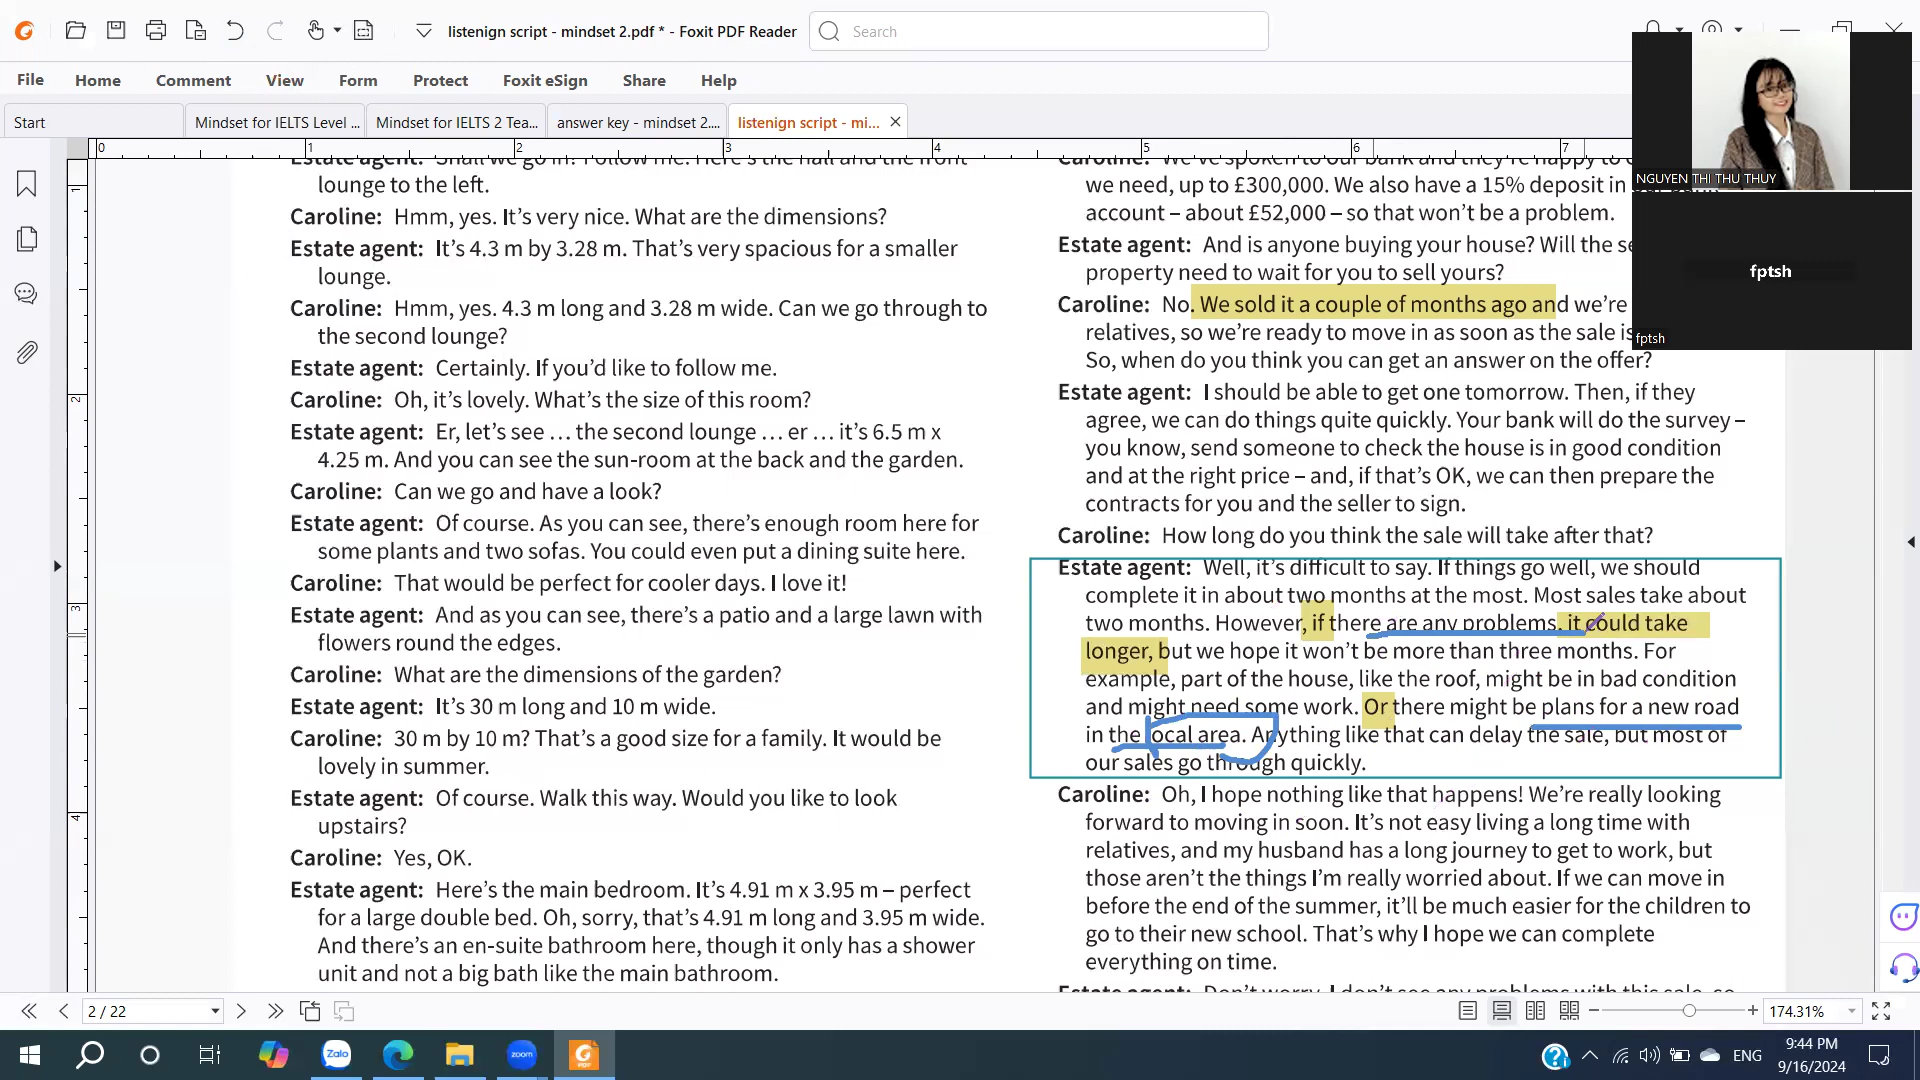 listenign script - mindset 2.pdf * - Foxit PDF Reader
Search
File
Home
Comment
View
Form
Protect
Foxit eSign
Share
Help
Start
Mindset for IELTS Level ...
Mindset for IELTS 2 Tea...
answer key - mindset 2....
listenign script - mi...
0
1
2
3
4
5
6
7
1
2
3
4
NGUYEN THI THU THUY
fptsh
fptsh
lounge to the left.
Caroline: Hmm, yes. It's very nice. What are the dimensions?
Estate agent: It's 4.3 m by 3.28 m. That's very spacious for a smaller
lounge.
Caroline: Hmm, yes. 4.3 m long and 3.28 m wide. Can we go through to
the second lounge?
Estate agent: Certainly. If you'd like to follow me.
Caroline: Oh, it's lovely. What's the size of this room?
Estate agent: Er, let's see … the second lounge … er … it's 6.5 m x
4.25 m. And you can see the sun-room at the back and the garden.
Caroline: Can we go and have a look?
Estate agent: Of course. As you can see, there's enough room here for
some plants and two sofas. You could even put a dining suite here.
Caroline: That would be perfect for cooler days. I love it!
Estate agent: And as you can see, there's a patio and a large lawn with
flowers round the edges.
Caroline: What are the dimensions of the garden?
Estate agent: It's 30 m long and 10 m wide.
Caroline: 30 m by 10 m? That's a good size for a family. It would be
lovely in summer.
Estate agent: Of course. Walk this way. Would you like to look
upstairs?
Caroline: Yes, OK.
Estate agent: Here's the main bedroom. It's 4.91 m x 3.95 m – perfect
for a large double bed. Oh, sorry, that's 4.91 m long and 3.95 m wide.
And there's an en-suite bathroom here, though it only has a shower
unit and not a big bath like the main bathroom.
Caroline: We've spoken to our bank and they're happy to
we need, up to £300,000. We also have a 15% deposit in
account – about £52,000 – so that won't be a problem.
Estate agent: And is anyone buying your house? Will the
property need to wait for you to sell yours?
Caroline: No. We sold it a couple of months ago and we're
relatives, so we're ready to move in as soon as the sale is
So, when do you think you can get an answer on the offer?
Estate agent: I should be able to get one tomorrow. Then, if they
agree, we can do things quite quickly. Your bank will do the survey –
you know, send someone to check the house is in good condition
and at the right price – and, if that's OK, we can then prepare the
contracts for you and the seller to sign.
Caroline: How long do you think the sale will take after that?
Estate agent: Well, it's difficult to say. If things go well, we should
complete it in about two months at the most. Most sales take about
two months. However, if there are any problems, it could take
longer, but we hope it won't be more than three months. For
example, part of the house, like the roof, might be in bad condition
and might need some work. Or there might be plans for a new road
in the local area. Anything like that can delay the sale, but most of
our sales go through quickly.
Caroline: Oh, I hope nothing like that happens! We're really looking
forward to moving in soon. It's not easy living a long time with
relatives, and my husband has a long journey to get to work, but
those aren't the things I'm really worried about. If we can move in
before the end of the summer, it'll be much easier for the children to
go to their new school. That's why I hope we can complete
everything on time.
2 / 22
174.31%
Zalo
zoom
ENG
9:44 PM
9/16/2024